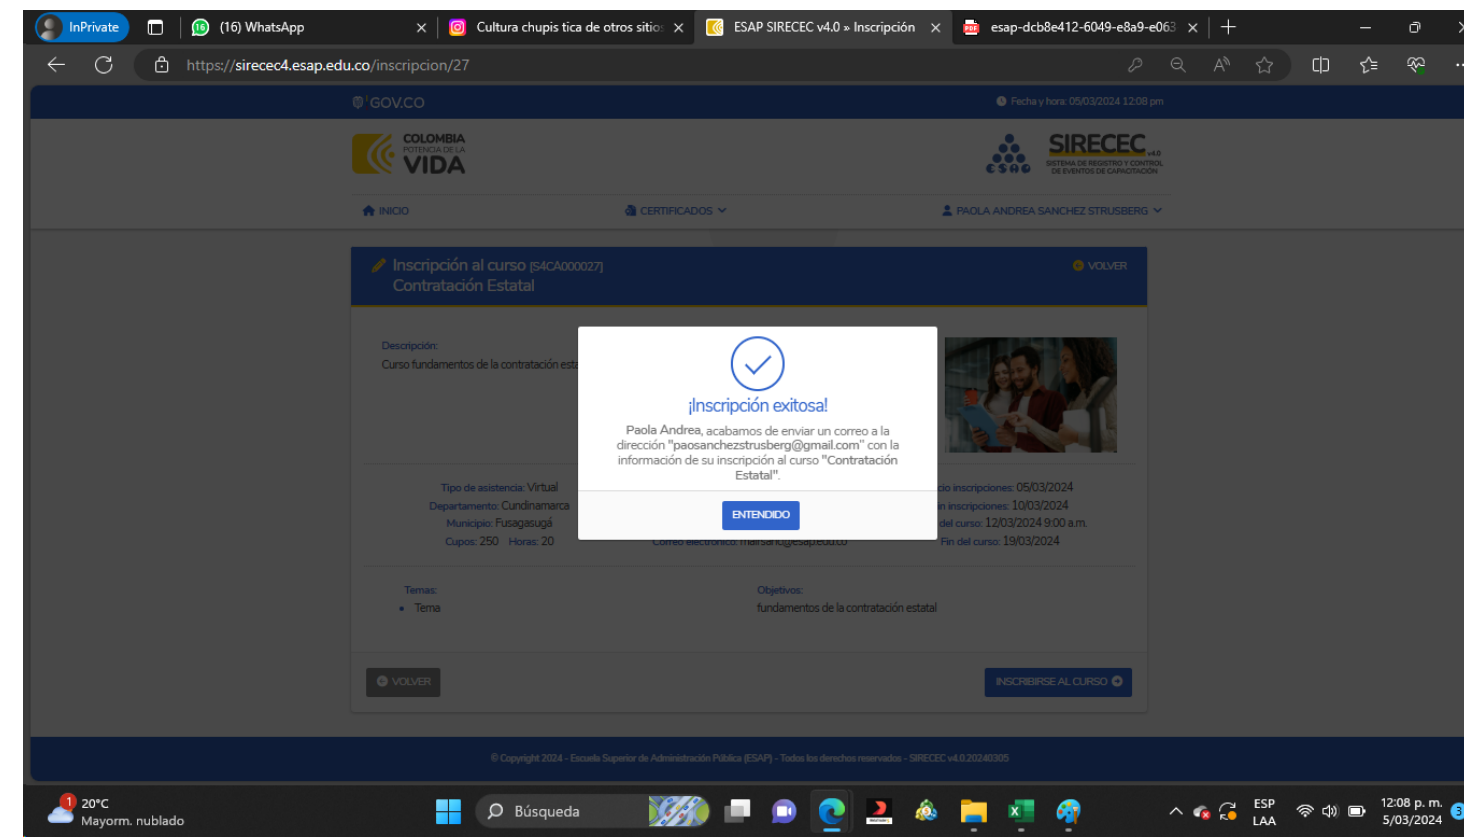 InPrivate
16
(16) WhatsApp
Cultura chupis tica de otros sitio
ESAP SIRECEC v4.0 » Inscripción
PDF
esap-dcb8e412-6049-e8a9-e063
https://sirecec4.esap.edu.co/inscripcion/27
GOV.CO
Fecha y hora: 05/03/2024 12:08 pm
COLOMBIA
POTENCIA DE LA
VIDA
esap
SIRECEC v4.0
SISTEMA DE REGISTRO Y CONTROL
DE EVENTOS DE CAPACITACIÓN
INICIO
CERTIFICADOS
PAOLA ANDREA SANCHEZ STRUSBERG
Inscripción al curso [S4CA000027]
Contratación Estatal
VOLVER
Descripción:
Curso fundamentos de la contratación esta
¡Inscripción exitosa!
Paola Andrea, acabamos de enviar un correo a la
dirección "paosanchezstrusberg@gmail.com" con la
información de su inscripción al curso "Contratación
Estatal".
ENTENDIDO
Tipo de asistencia: Virtual
Departamento: Cundinamarca
Municipio: Fusagasugá
Cupos: 250 Horas: 20
cio inscripciones: 05/03/2024
in inscripciones: 10/03/2024
del curso: 12/03/2024 9:00 a.m.
Fin del curso: 19/03/2024
Temas:
Tema
Objetivos:
fundamentos de la contratación estatal
VOLVER
INSCRIBIRSE AL CURSO
© Copyright 2024 - Escuela Superior de Administración Pública (ESAP) - Todos los derechos reservados - SIRECEC v4.0.20240305
1
20°C
Mayorm. nublado
Búsqueda
ESP
LAA
12:08 p. m.
5/03/2024
3